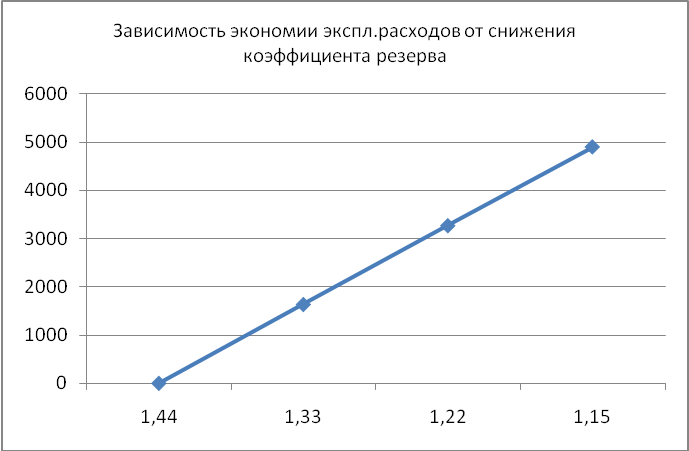 Зависимость экономии экспл.расходов от снижения
коэффициента резерва
6000
5000
4000
3000
2000
1000
0
1,44 1,33 1,22 1,15